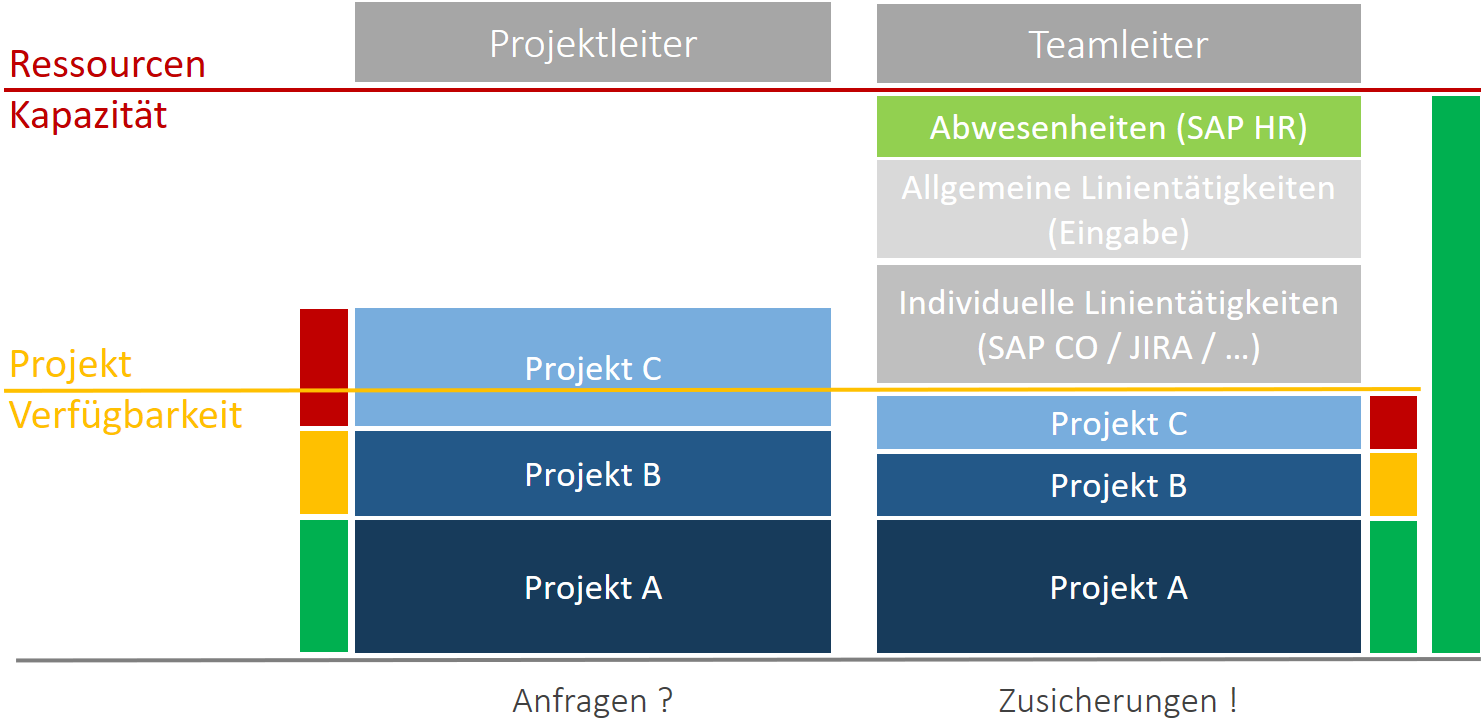 Projektleiter
Teamleiter
Ressourcen
Kapazität
Abwesenheiten (SAP HR)
Allgemeine Linientätigkeiten
(Eingabe)
Individuelle Linientätigkeiten
(SAP CO / JIRA / ...)
Projekt
Verfügbarkeit
Projekt C
Projekt B
Projekt A
Projekt C
Projekt B
Projekt A
Anfragen ?
Zusicherungen !